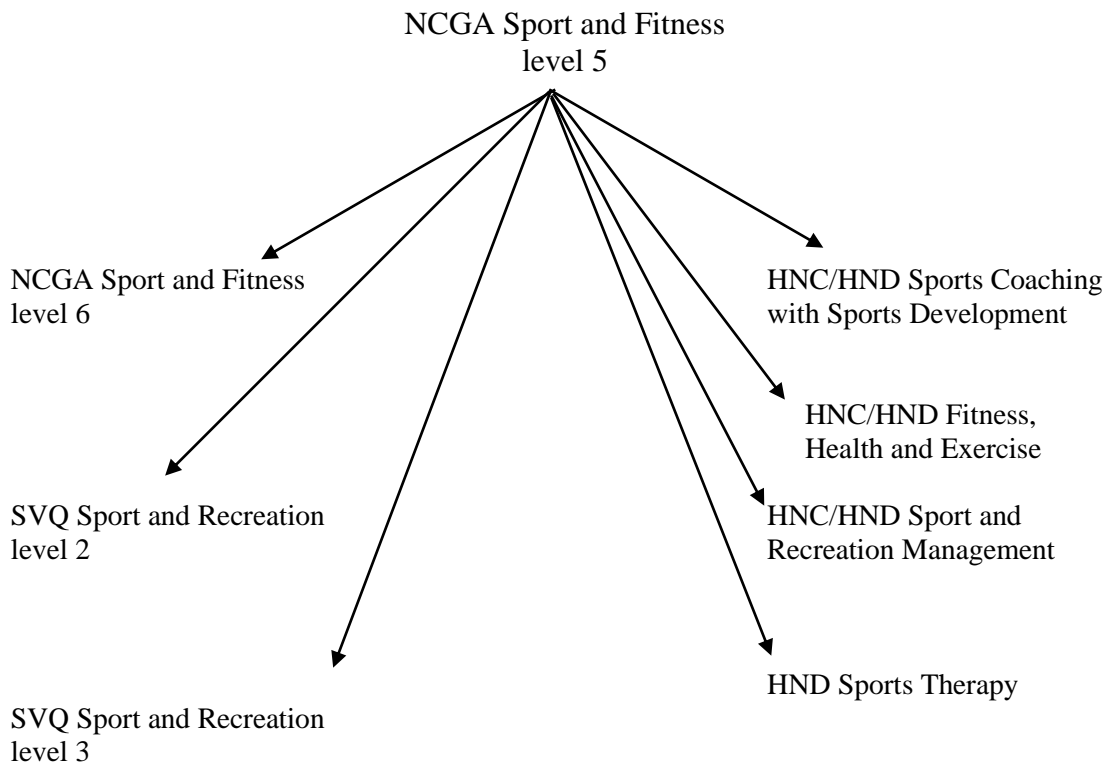 NCGA Sport and Fitness
level 5
NCGA Sport and Fitness
level 6
HNC/HND Sports Coaching
with Sports Development
HNC/HND Fitness,
Health and Exercise
SVQ Sport and Recreation
level 2
HNC/HND Sport and
Recreation Management
HND Sports Therapy
SVQ Sport and Recreation
level 3